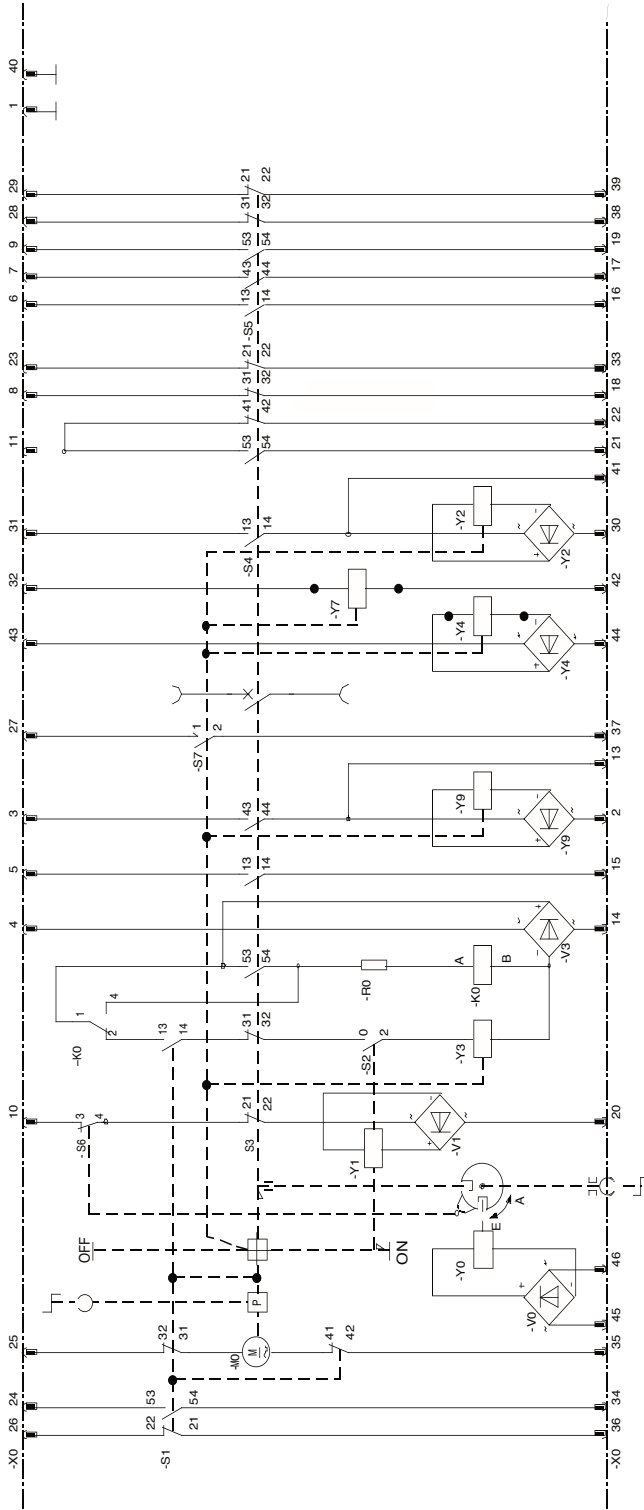 -X0 26 24 25 10 4 5 3 27 43 32 31 11 8 23 6 7 9 28 29 1 40
-S1
22 21
53 54
32 31
-M0
M
~
41 42
P
OFF
ON
-S6
3 4
S3
21 22
-Y1
-V1
-Y0
-V0
E
A
-K0
1 2 4
13 14
31 32
-S2
0 2
-Y3
53 54
-R0
-K0
A B
-V3
13 14
43 44
-Y9
-Y9
-S7
1 2
-Y4
-Y4
-Y7
-S4
13 14
-Y2
-Y2
53 54
41 42
31 32
21 22
-S5
13 14
43 44
53 54
31 32
21 22
-X0 36 34 35 45 46 20 14 15 2 13 37 44 42 30 41 21 22 18 33 16 17 19 38 39